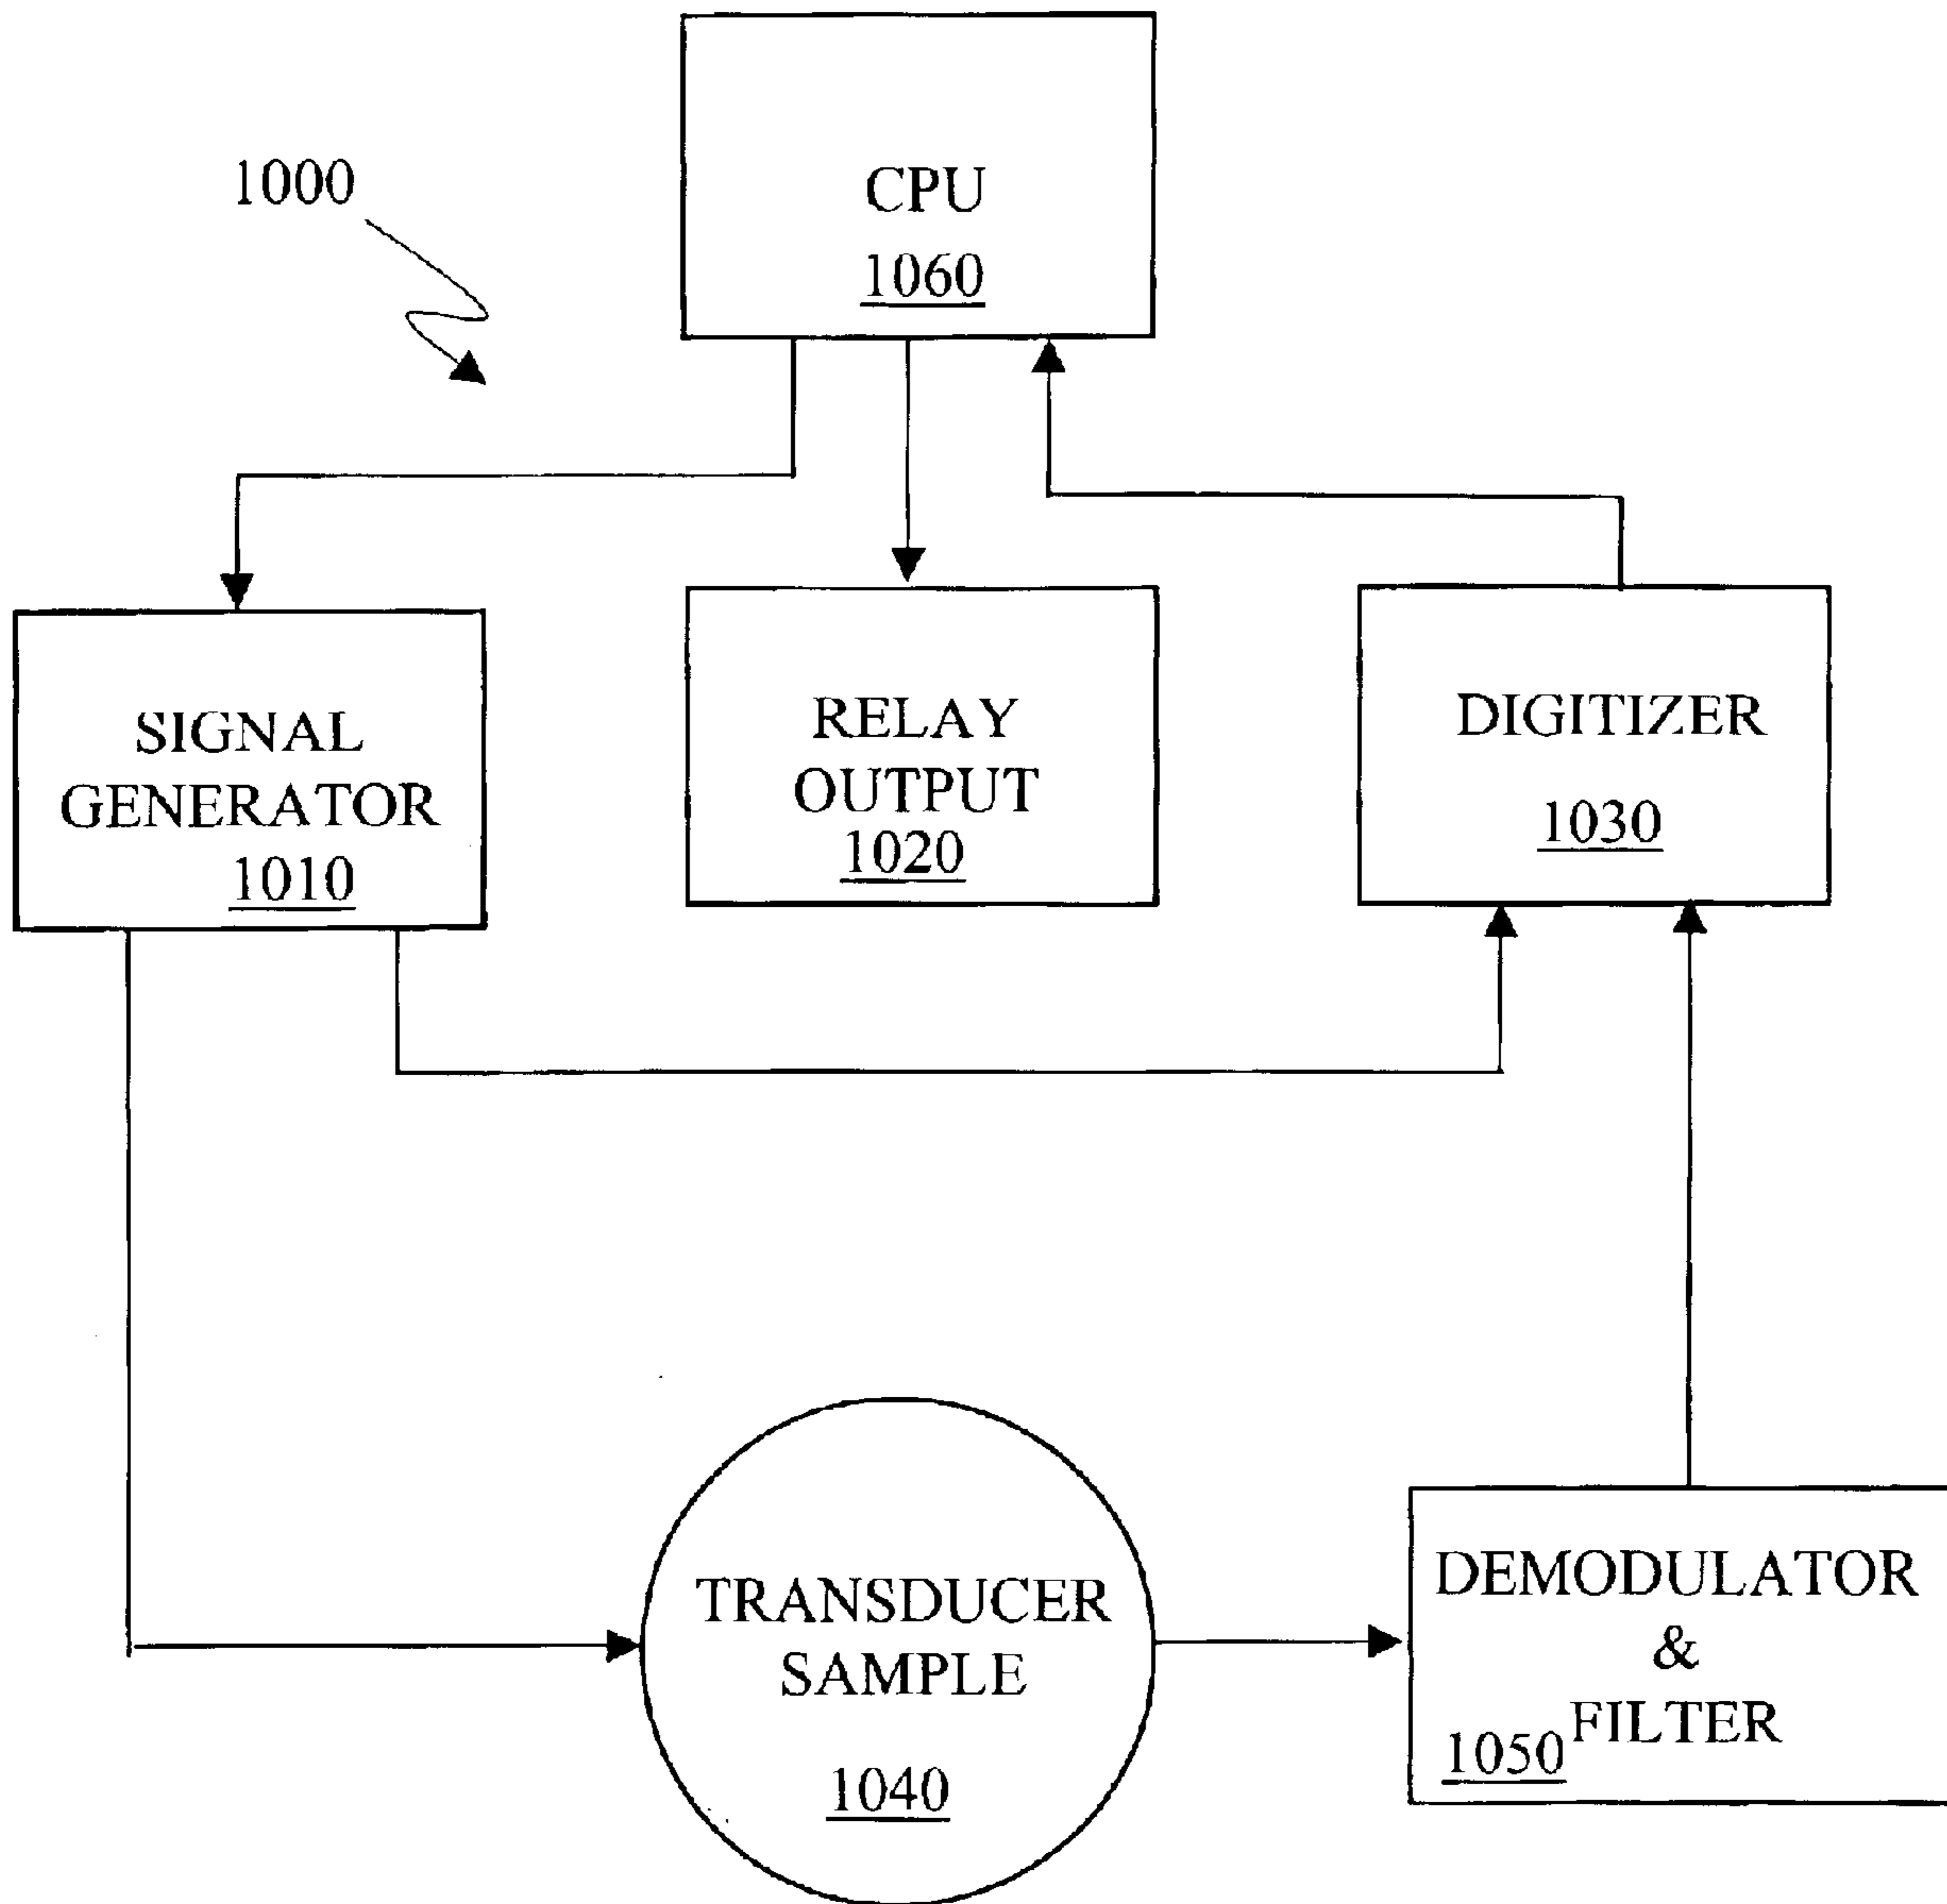 CPU
1060
1000
SIGNAL
GENERATOR
1010
RELAY
OUTPUT
1020
DIGITIZER
1030
TRANSDUCER
SAMPLE
1040
DEMODULATOR
&
FILTER
1050